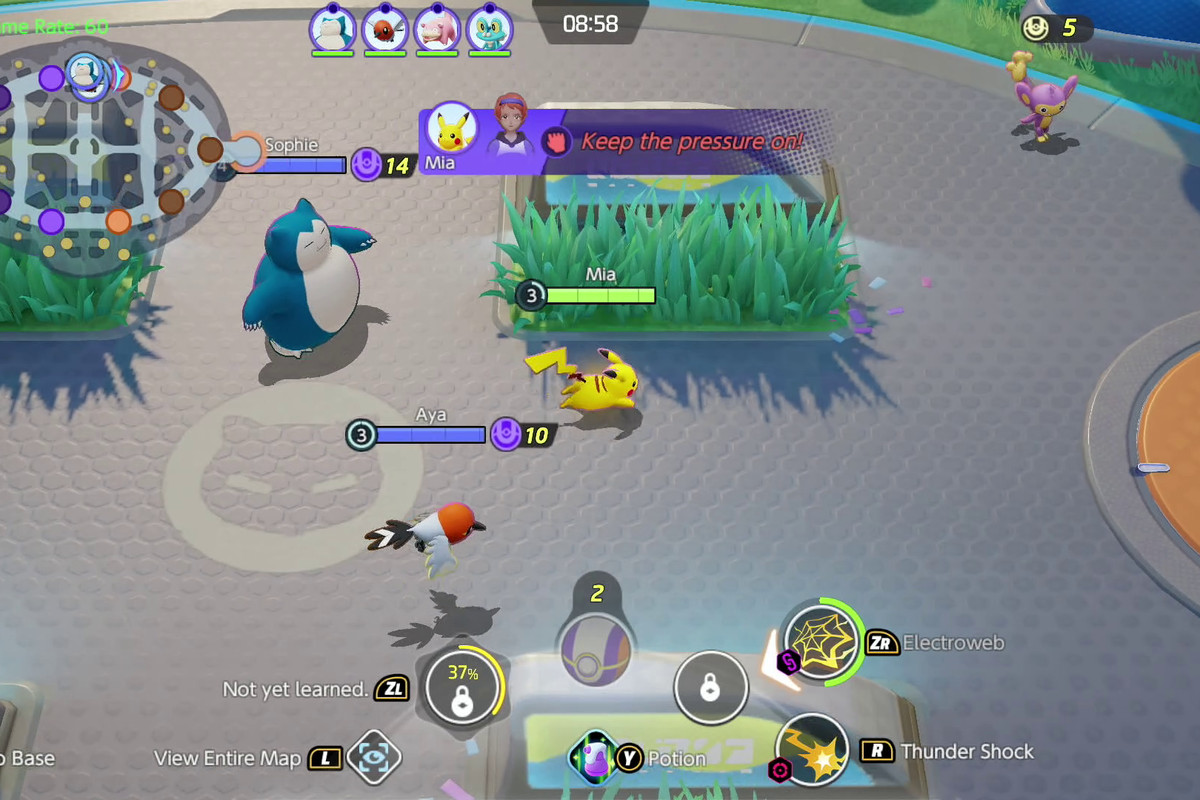 me Rate: 60
08:58
5
Sophie
4
14
Mia
Keep the pressure on!
Mia
3
Aya
3
10
2
37%
ZR Electroweb
Not yet learned. ZL
o Base
View Entire Map L
Y Potion
R Thunder Shock